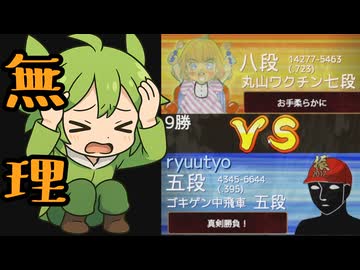 無理
八段 14277-5463
(.723)
丸山ワクチン七段
お手柔らかに
9勝
VS
ryuutyo
五段 4345-6644
(.395)
ゴキゲン中飛車 五段
真剣勝負！